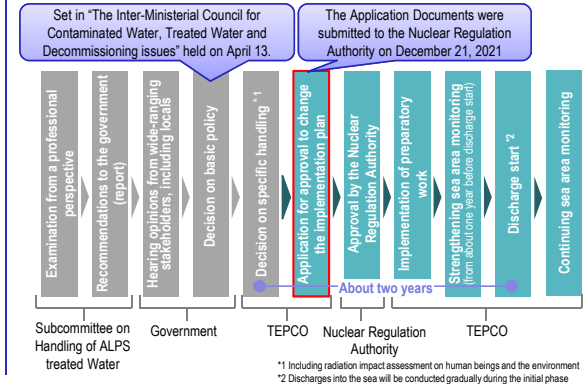 Set in "The Inter-Ministerial Council for
Contaminated Water, Treated Water and
Decommissioning issues" held on April 13.
The Application Documents were
submitted to the Nuclear Regulation
Authority on December 21, 2021
Examination from a professional
perspective
Recommendations to the government
(report)
Hearing opinions from wide-ranging
stakeholders, including locals
Decision on basic policy
Decision on specific handling *1
Application for approval to change
the implementation plan
Approval by the Nuclear
Regulation Authority
Implementation of preparatory
work
Strengthening sea area monitoring
(from about one year before discharge start)
Discharge start *2
Continuing sea area monitoring
About two years
Subcommittee on
Handling of ALPS
treated Water
Government
TEPCO
Nuclear Regulation
Authority
TEPCO
*1 Including radiation impact assessment on human beings and the environment
*2 Discharges into the sea will be conducted gradually during the initial phase